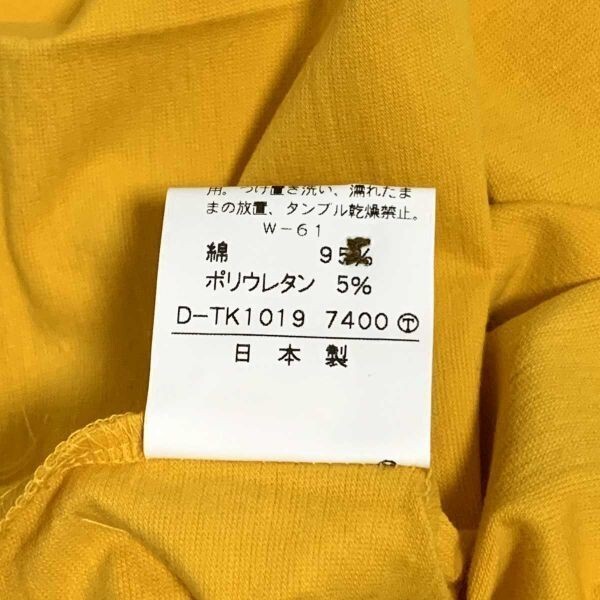 用。つけ置き洗い、濡れたま
まの放置、タンブル乾燥禁止。
W-61
綿 95%
ポリウレタン 5%
D-TK1019 7400 Ⓣ
日本製